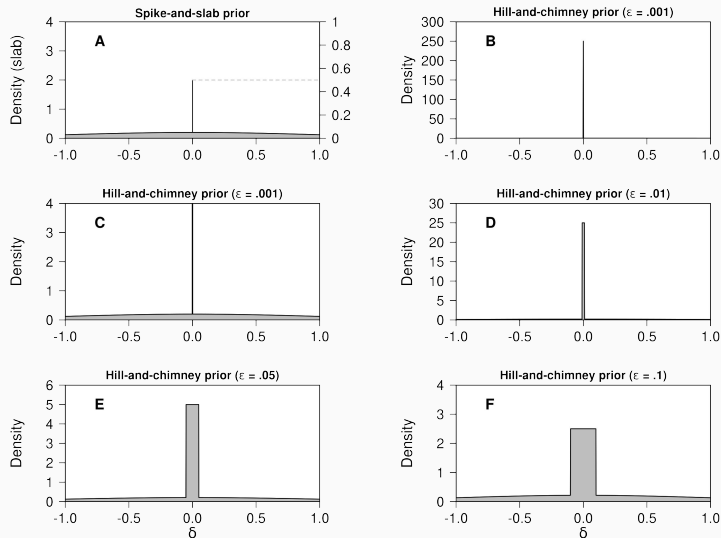 Spike-and-slab prior
A
Density (slab)
4
3
2
1
0
1
0.8
0.6
0.4
0.2
0
-1.0 -0.5 0.0 0.5 1.0
Hill-and-chimney prior (ε = .001)
B
Density
300
250
200
150
100
50
0
-1.0 -0.5 0.0 0.5 1.0
Hill-and-chimney prior (ε = .001)
C
Density
4
3
2
1
0
-1.0 -0.5 0.0 0.5 1.0
Hill-and-chimney prior (ε = .01)
D
Density
30
25
20
15
10
5
0
-1.0 -0.5 0.0 0.5 1.0
Hill-and-chimney prior (ε = .05)
E
Density
6
5
4
3
2
1
0
-1.0 -0.5 0.0 0.5 1.0
δ
Hill-and-chimney prior (ε = .1)
F
Density
4
3
2
1
0
-1.0 -0.5 0.0 0.5 1.0
δ